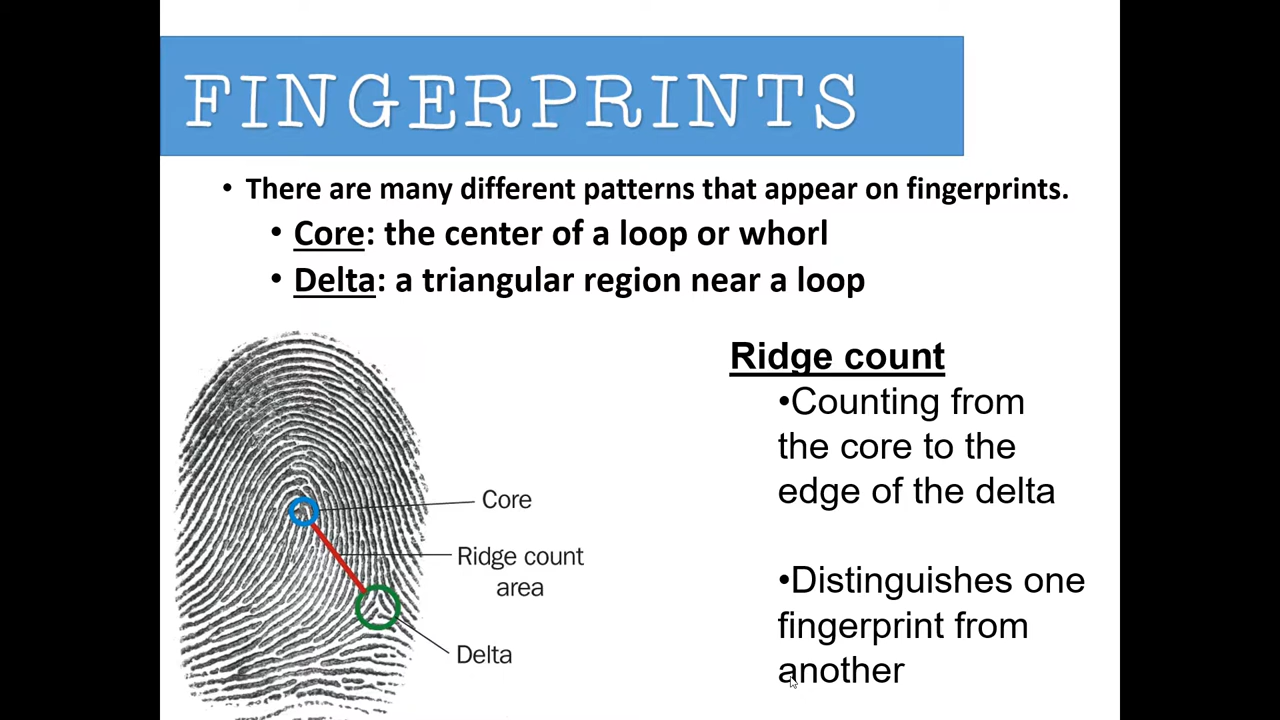 FINGERPRINTS
• There are many different patterns that appear on fingerprints.
• Core: the center of a loop or whorl
• Delta: a triangular region near a loop
Ridge count
•Counting from
the core to the
edge of the delta
•Distinguishes one
fingerprint from
another
Core
Ridge count
area
Delta